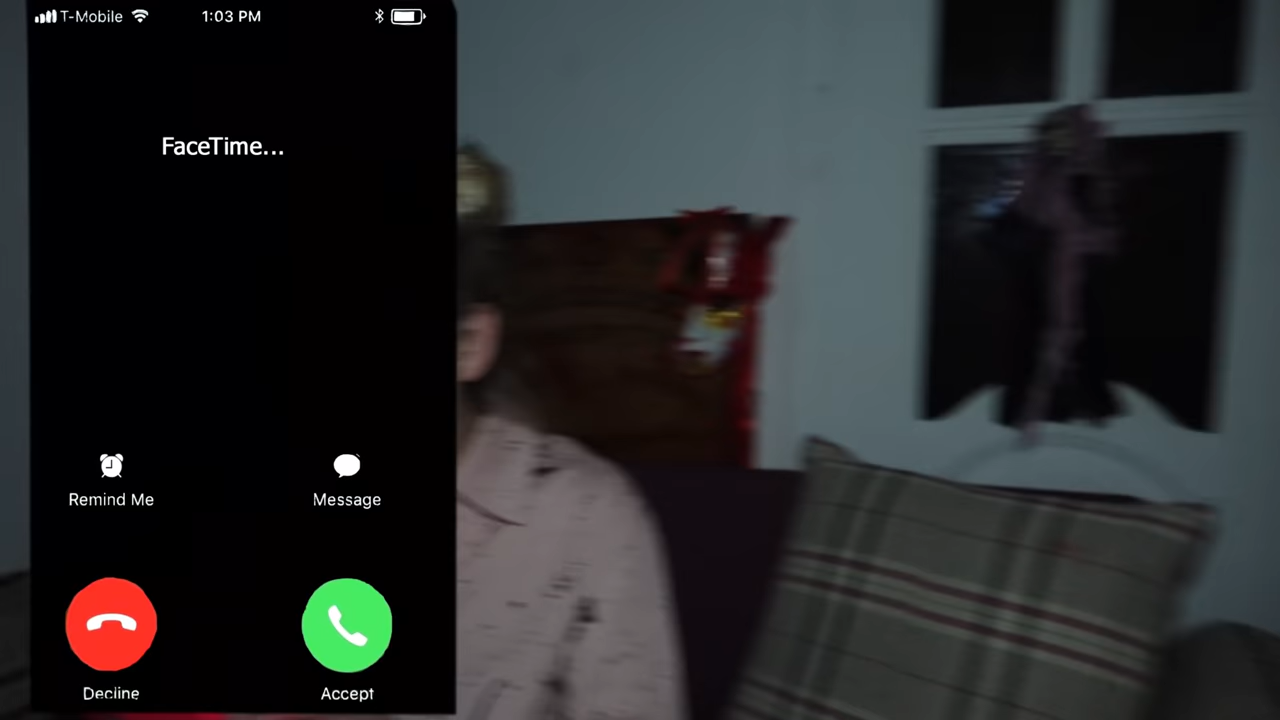 T-Mobile 1:03 PM
FaceTime...
Remind Me Message
Decline Accept